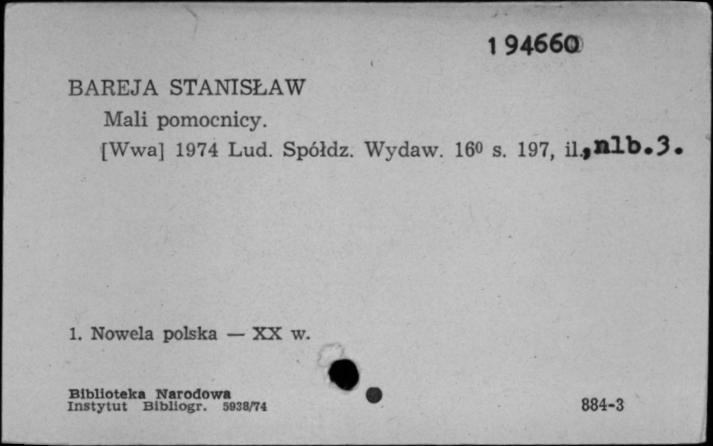 1 94660
BAREJA STANISŁAW
Mali pomocnicy.
[Wwa] 1974 Lud. Spółdz. Wydaw. 16⁰ s. 197, il., nlb.3.
1. Nowela polska — XX w.
Biblioteka Narodowa
Instytut Bibliogr. 5938/74
884-3